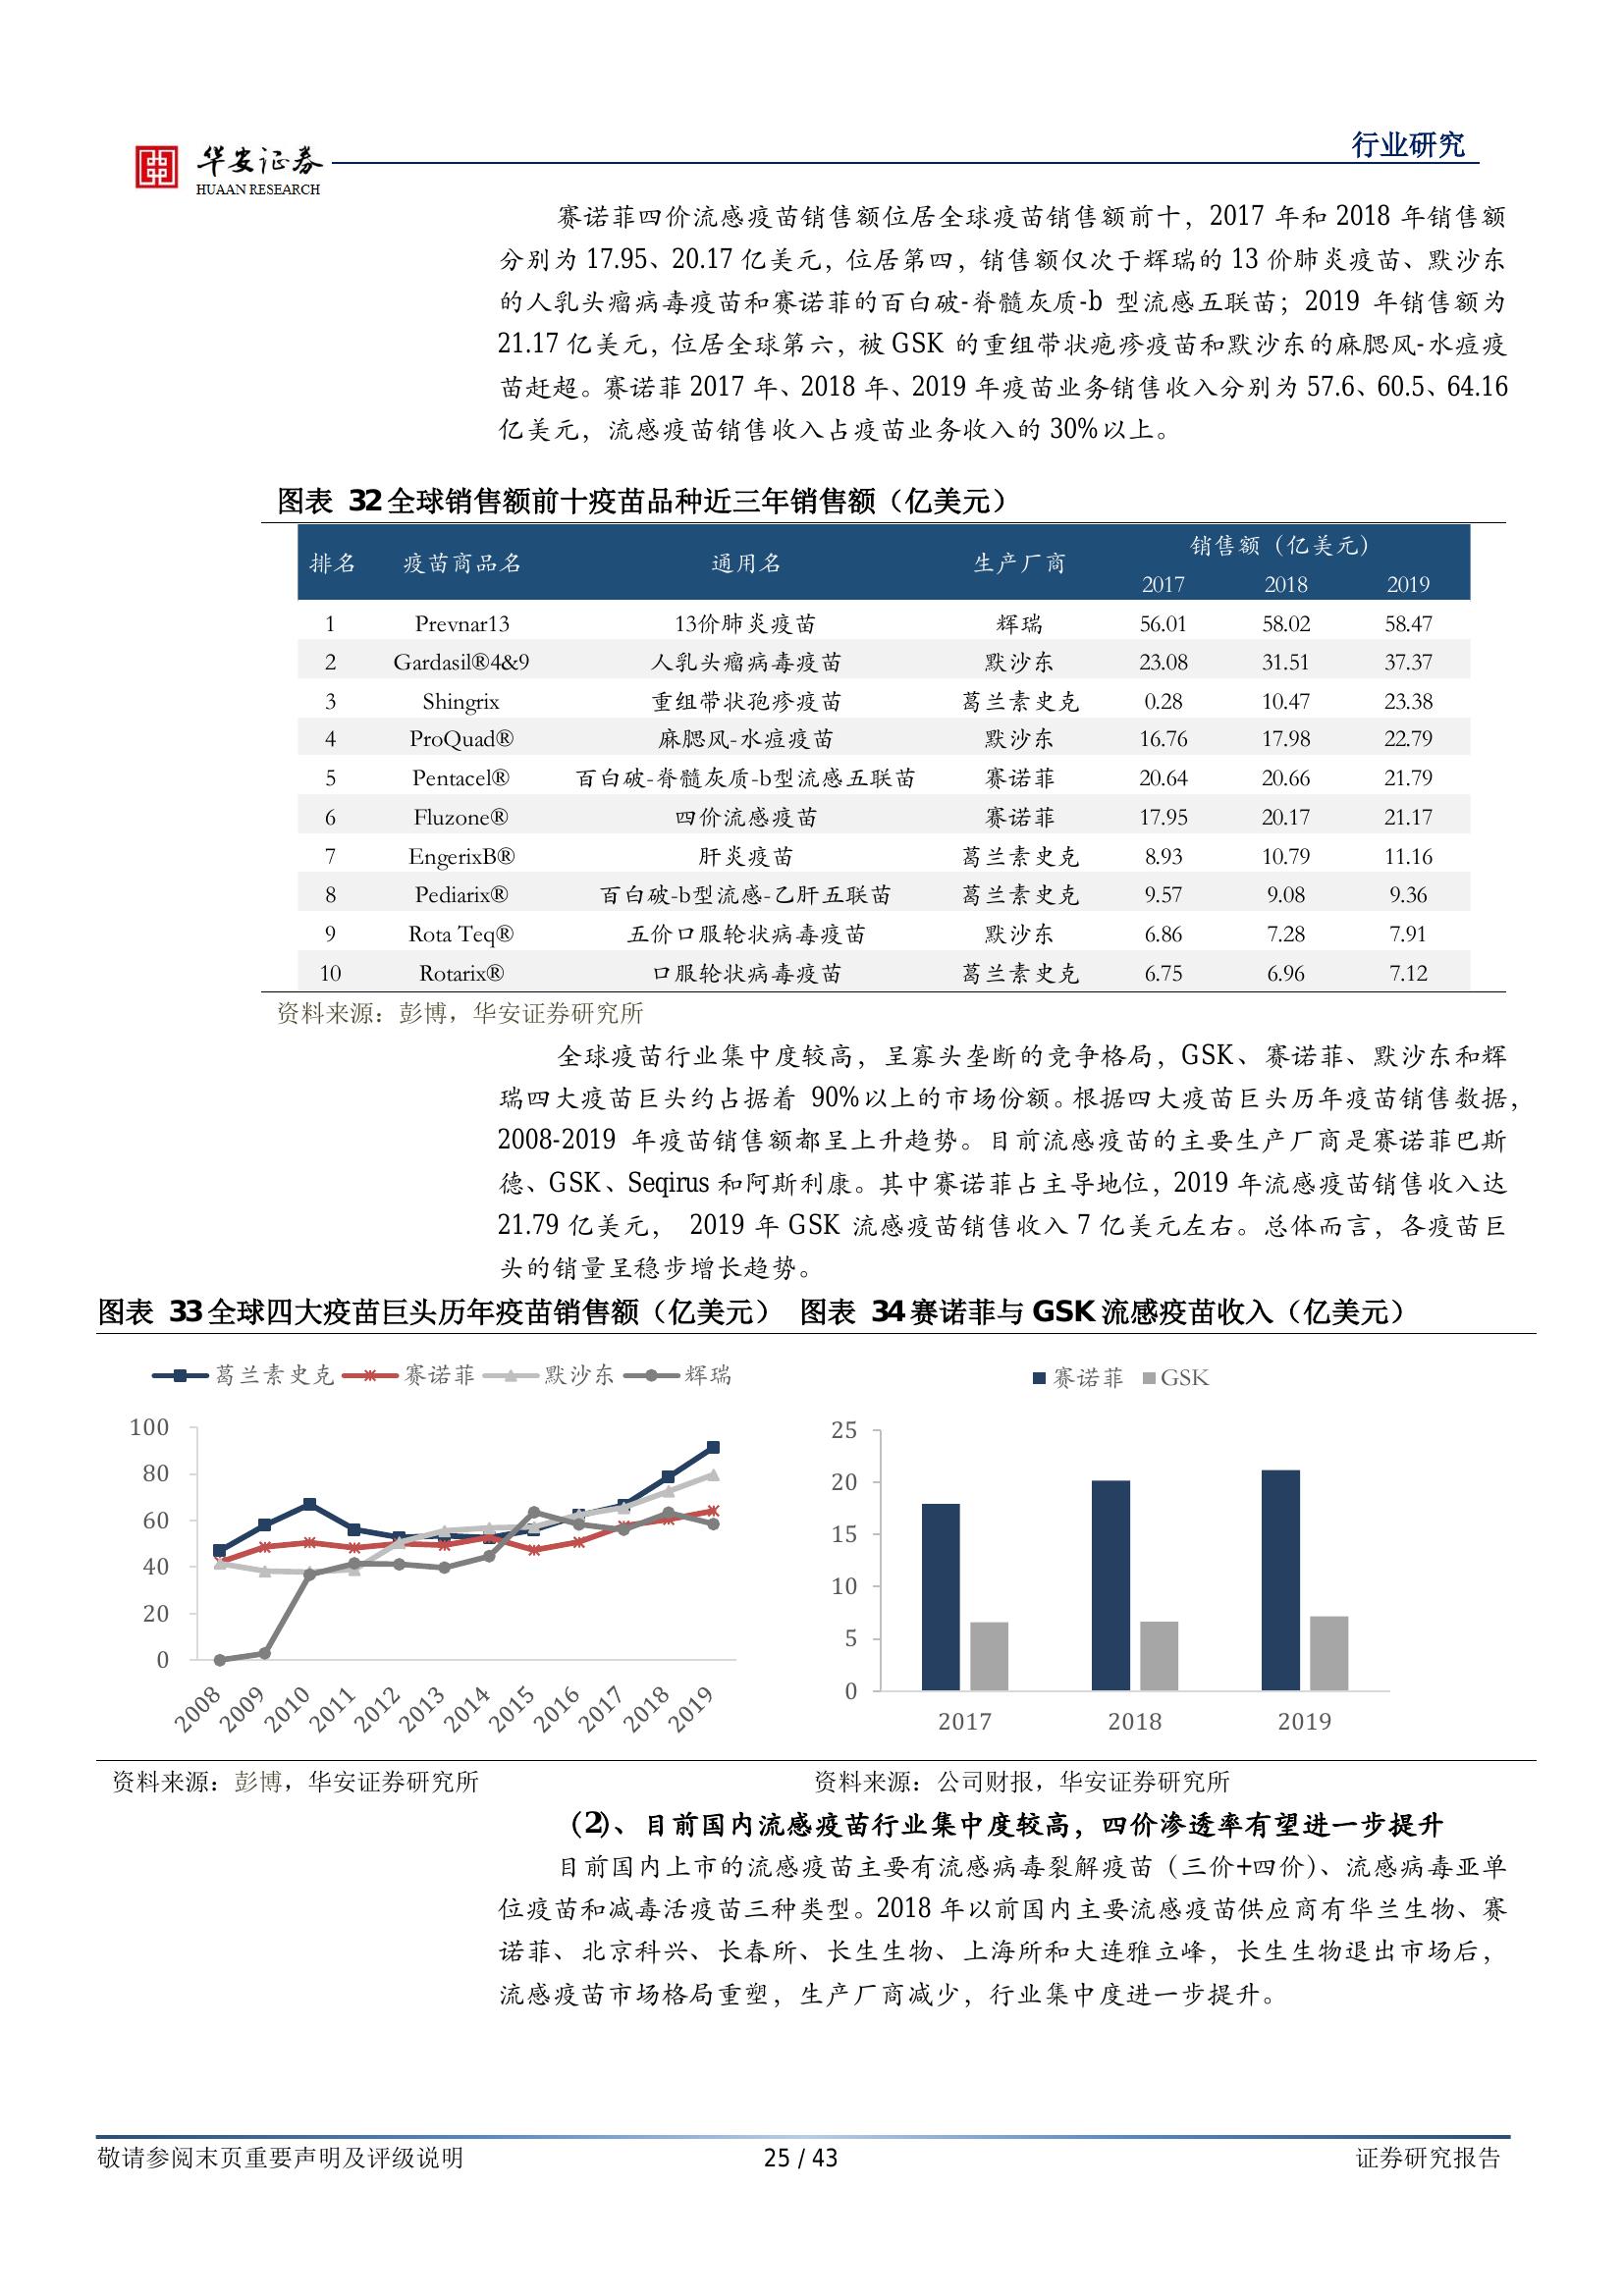 华安证券
HUAAN RESEARCH
行业研究
赛诺菲四价流感疫苗销售额位居全球疫苗销售额前十，2017 年和 2018 年销售额
分别为 17.95、20.17 亿美元，位居第四，销售额仅次于辉瑞的 13 价肺炎疫苗、默沙东
的人乳头瘤病毒疫苗和赛诺菲的百白破-脊髓灰质-b 型流感五联苗；2019 年销售额为
21.17 亿美元，位居全球第六，被 GSK 的重组带状疱疹疫苗和默沙东的麻腮风-水痘疫
苗赶超。赛诺菲 2017 年、2018 年、2019 年疫苗业务销售收入分别为 57.6、60.5、64.16
亿美元，流感疫苗销售收入占疫苗业务收入的 30%以上。
图表 32 全球销售额前十疫苗品种近三年销售额（亿美元）
排名 疫苗商品名 通用名 生产厂商 销售额（亿美元）
2017 2018 2019
1 Prevnar13 13价肺炎疫苗 辉瑞 56.01 58.02 58.47
2 Gardasil®4&9 人乳头瘤病毒疫苗 默沙东 23.08 31.51 37.37
3 Shingrix 重组带状孢疹疫苗 葛兰素史克 0.28 10.47 23.38
4 ProQuad® 麻腮风-水痘疫苗 默沙东 16.76 17.98 22.79
5 Pentacel® 百白破-脊髓灰质-b型流感五联苗 赛诺菲 20.64 20.66 21.79
6 Fluzone® 四价流感疫苗 赛诺菲 17.95 20.17 21.17
7 EngerixB® 肝炎疫苗 葛兰素史克 8.93 10.79 11.16
8 Pediarix® 百白破-b型流感-乙肝五联苗 葛兰素史克 9.57 9.08 9.36
9 Rota Teq® 五价口服轮状病毒疫苗 默沙东 6.86 7.28 7.91
10 Rotarix® 口服轮状病毒疫苗 葛兰素史克 6.75 6.96 7.12
资料来源：彭博，华安证券研究所
全球疫苗行业集中度较高，呈寡头垄断的竞争格局，GSK、赛诺菲、默沙东和辉
瑞四大疫苗巨头约占据着 90%以上的市场份额。根据四大疫苗巨头历年疫苗销售数据，
2008-2019 年疫苗销售额都呈上升趋势。目前流感疫苗的主要生产厂商是赛诺菲巴斯
德、GSK、Seqirus 和阿斯利康。其中赛诺菲占主导地位，2019 年流感疫苗销售收入达
21.79 亿美元， 2019 年 GSK 流感疫苗销售收入 7 亿美元左右。总体而言，各疫苗巨
头的销量呈稳步增长趋势。
图表 33 全球四大疫苗巨头历年疫苗销售额（亿美元）
葛兰素史克 赛诺菲 默沙东 辉瑞
100
80
60
40
20
0
2008 2009 2010 2011 2012 2013 2014 2015 2016 2017 2018 2019
资料来源：彭博，华安证券研究所
图表 34 赛诺菲与 GSK 流感疫苗收入（亿美元）
赛诺菲 GSK
25
20
15
10
5
0
2017 2018 2019
资料来源：公司财报，华安证券研究所
（2）、目前国内流感疫苗行业集中度较高，四价渗透率有望进一步提升
目前国内上市的流感疫苗主要有流感病毒裂解疫苗（三价+四价）、流感病毒亚单
位疫苗和减毒活疫苗三种类型。2018 年以前国内主要流感疫苗供应商有华兰生物、赛
诺菲、北京科兴、长春所、长生生物、上海所和大连雅立峰，长生生物退出市场后，
流感疫苗市场格局重塑，生产厂商减少，行业集中度进一步提升。
敬请参阅末页重要声明及评级说明
25 / 43
证券研究报告